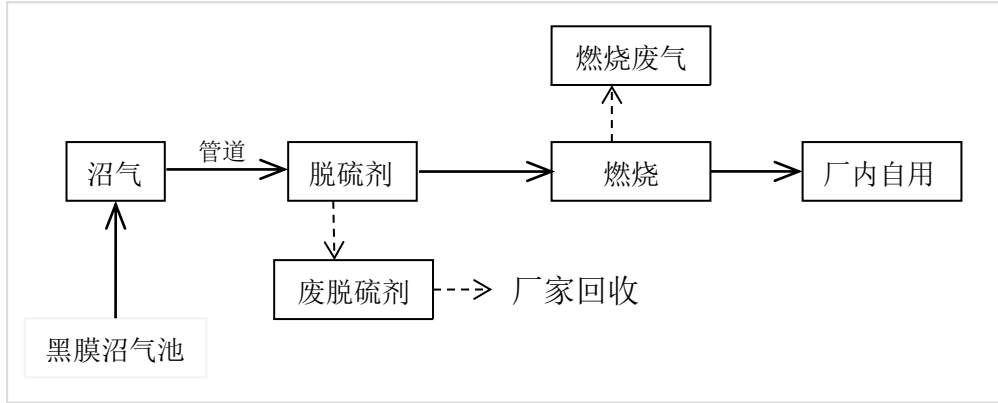 燃烧废气
管道
沼气
脱硫剂
燃烧
厂内自用
废脱硫剂
厂家回收
黑膜沼气池